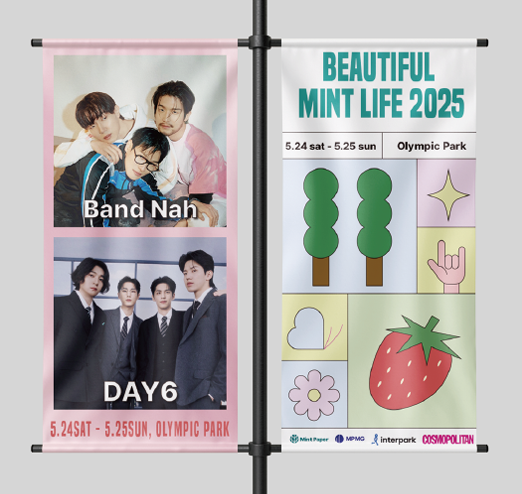 Band Nah
DAY6
5.24SAT - 5.25SUN, OLYMPIC PARK
BEAUTIFUL
MINT LIFE 2025
5.24 sat - 5.25 sun
Olympic Park
Mint Paper
MPMG
interpark
COSMOPOLITAN